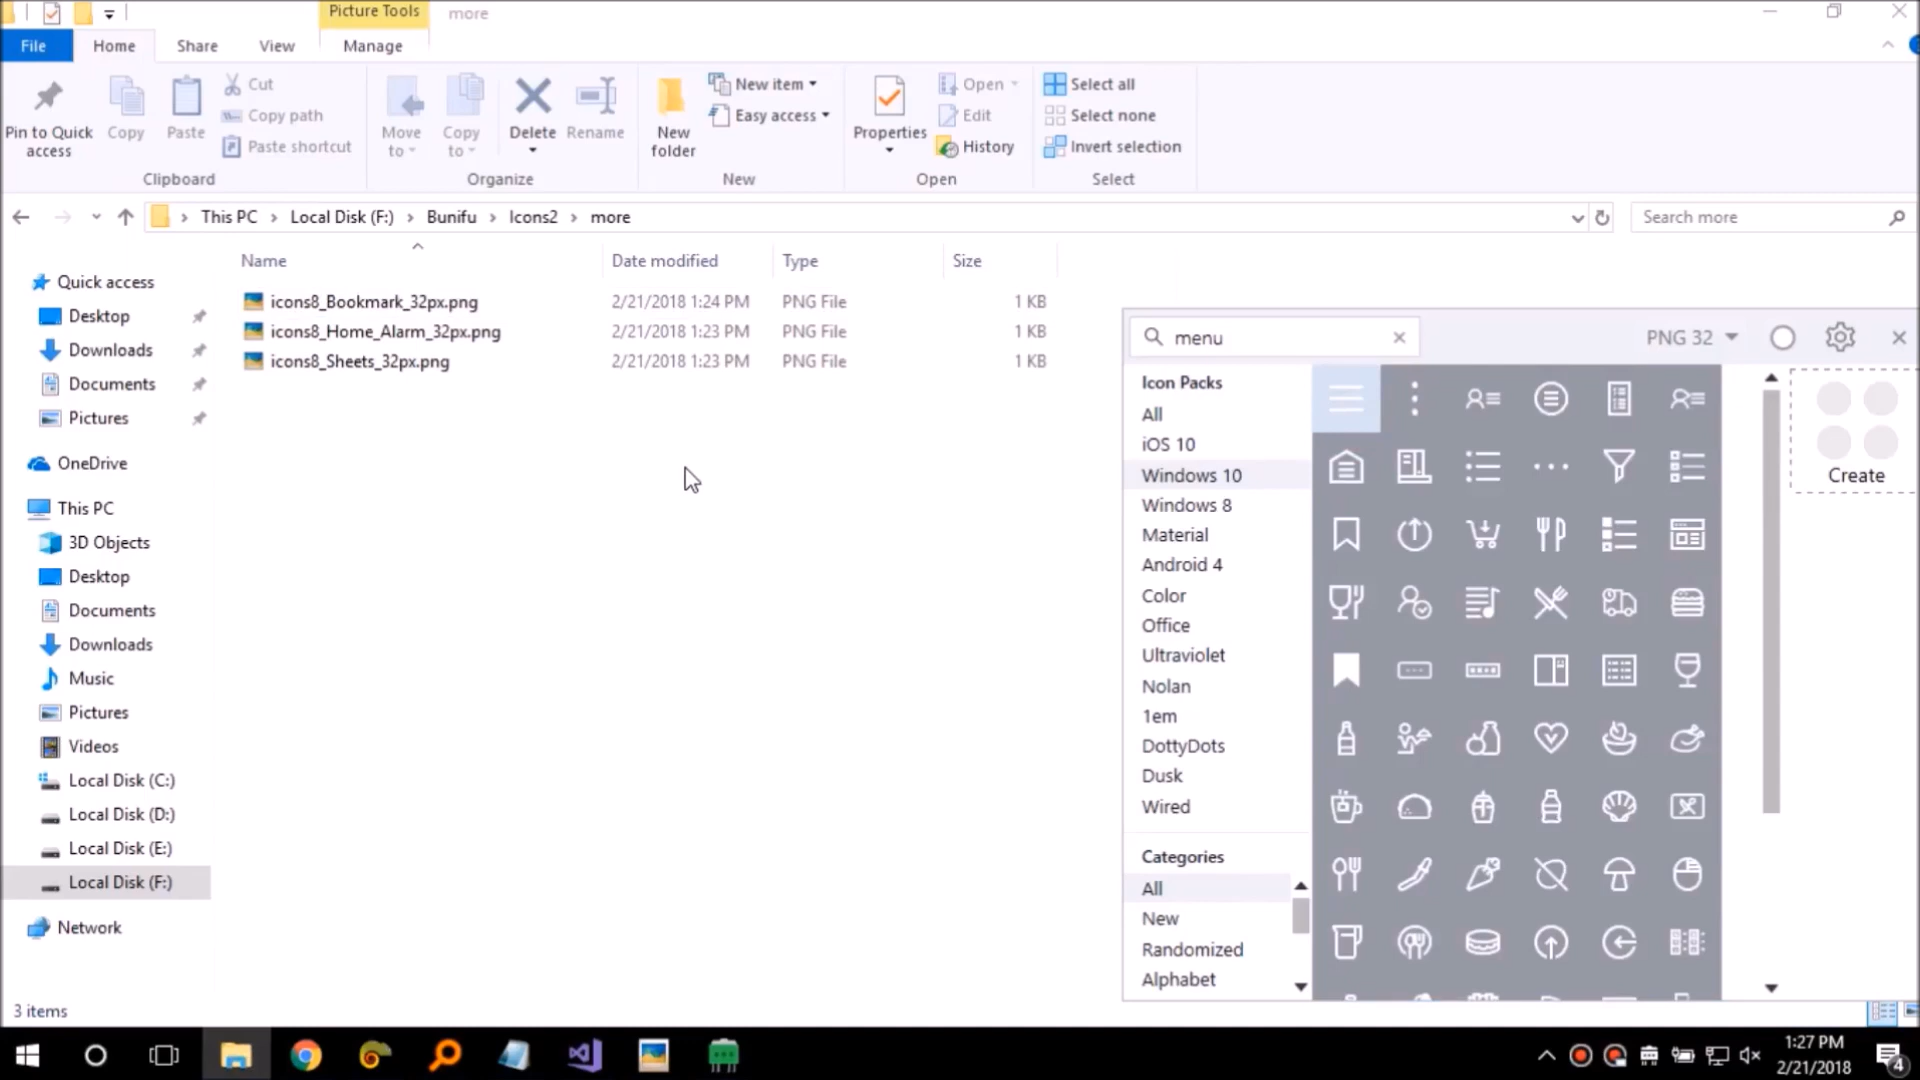 Picture Tools
more
File
Home
Share
View
Manage
Pin to Quick access
Copy
Paste
Cut
Copy path
Paste shortcut
Move to
Copy to
Delete
Rename
New folder
New item
Easy access
Properties
Open
Edit
History
Select all
Select none
Invert selection
Clipboard
Organize
New
Open
Select
This PC
Local Disk (F:)
Bunifu
Icons2
more
Search more
Name
Date modified
Type
Size
icons8_Bookmark_32px.png 2/21/2018 1:24 PM PNG File 1 KB
icons8_Home_Alarm_32px.png 2/21/2018 1:23 PM PNG File 1 KB
icons8_Sheets_32px.png 2/21/2018 1:23 PM PNG File 1 KB
Quick access
Desktop
Downloads
Documents
Pictures
OneDrive
This PC
3D Objects
Desktop
Documents
Downloads
Music
Pictures
Videos
Local Disk (C:)
Local Disk (D:)
Local Disk (E:)
Local Disk (F:)
Network
3 items
menu
PNG 32
Icon Packs
All
iOS 10
Windows 10
Windows 8
Material
Android 4
Color
Office
Ultraviolet
Nolan
1em
DottyDots
Dusk
Wired
Categories
All
New
Randomized
Alphabet
Create
1:27 PM
2/21/2018
4